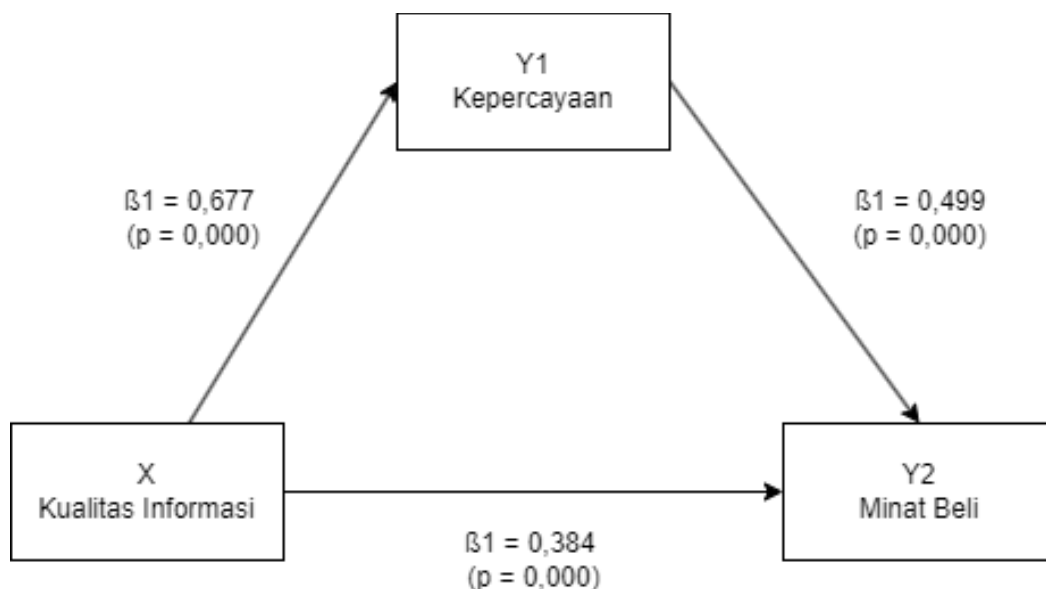 Y1
Kepercayaan
ß1 = 0,677
(p = 0,000)
ß1 = 0,499
(p = 0,000)
X
Kualitas Informasi
Y2
Minat Beli
ß1 = 0,384
(p = 0,000)